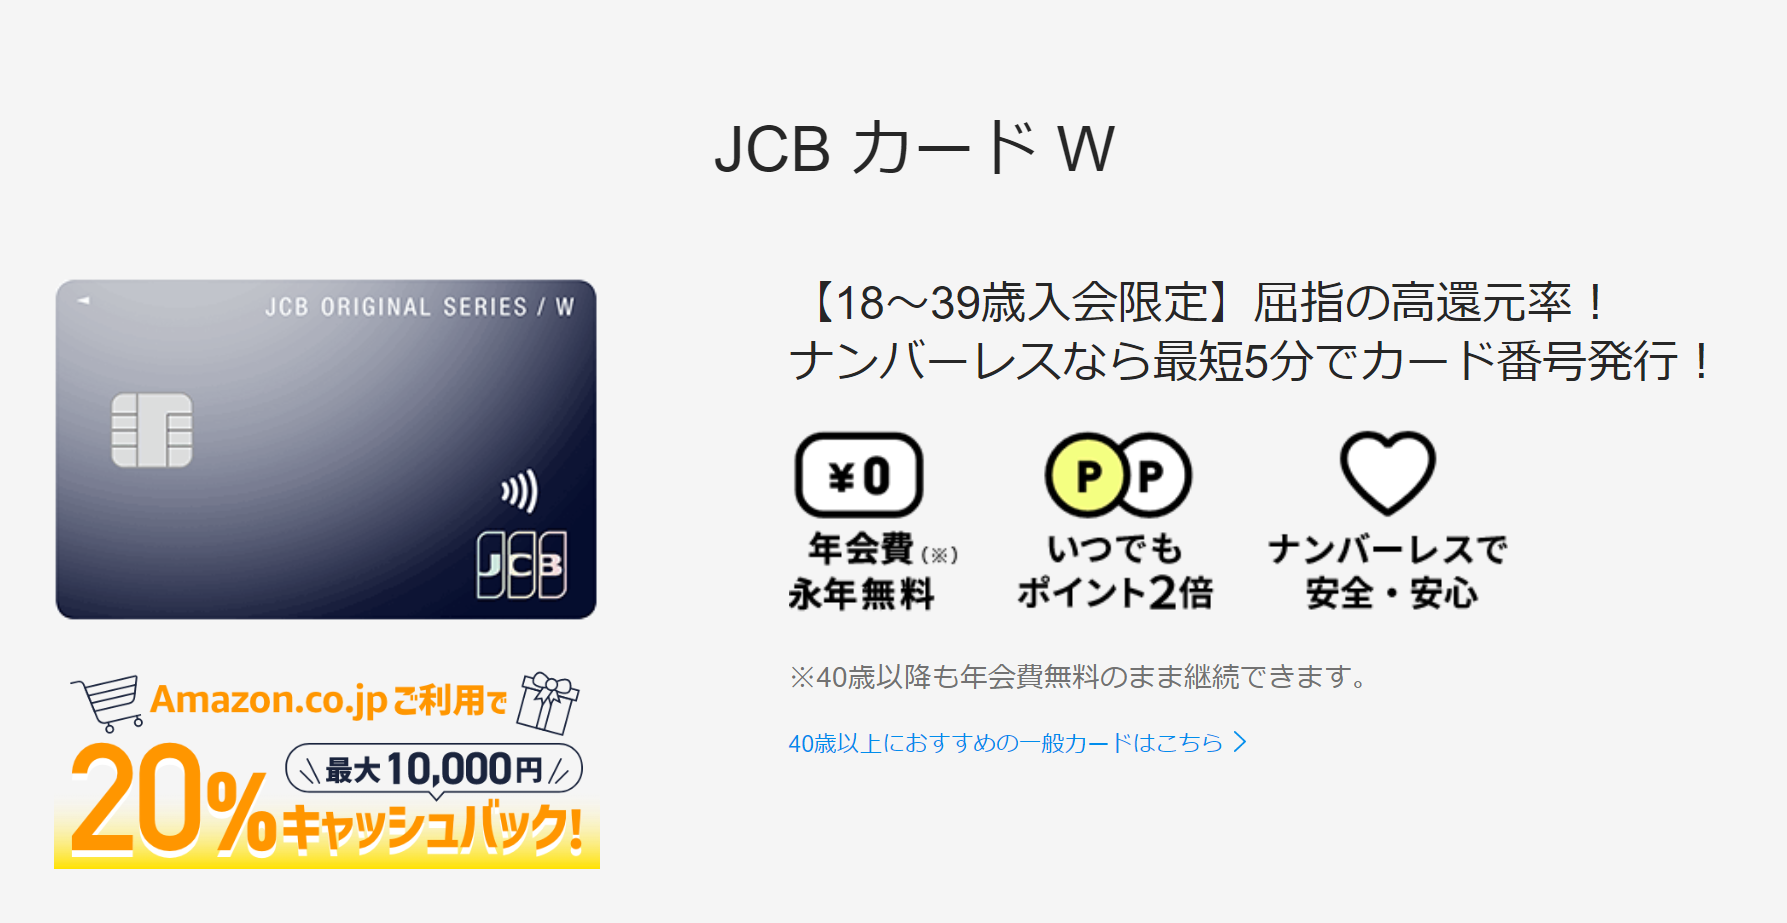 JCB カード W
JCB ORIGINAL SERIES / W
JCB
【18～39歳入会限定】屈指の高還元率！
ナンバーレスなら最短5分でカード番号発行！
¥0
年会費(※)
永年無料
P P
いつでも
ポイント2倍
ナンバーレスで
安全・安心
※40歳以降も年会費無料のまま継続できます。
40歳以上におすすめの一般カードはこちら
Amazon.co.jpご利用で
最大10,000円
20%キャッシュバック!